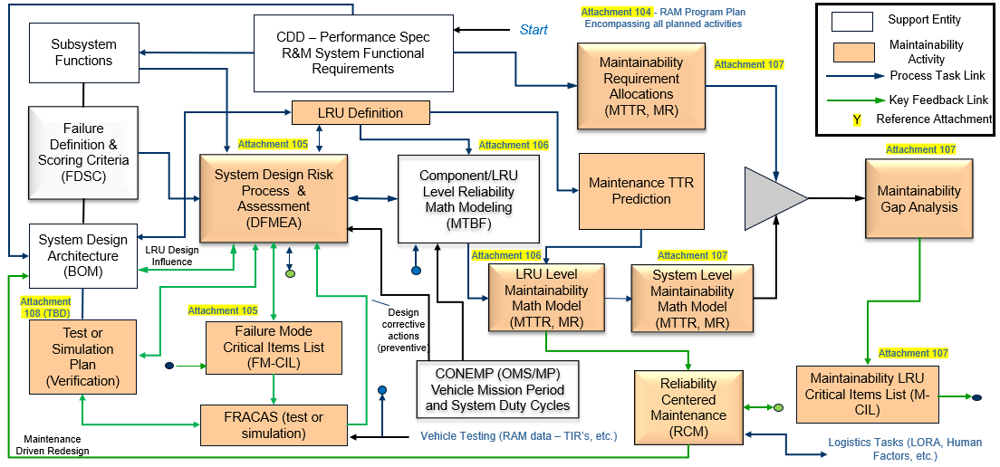 Attachment 104 - RAM Program Plan
Encompassing all planned activities
Start
CDD – Performance Spec
R&M System Functional
Requirements
Subsystem
Functions
Support Entity
Maintainability
Activity
Process Task Link
Key Feedback Link
Y Reference Attachment
Maintainability
Requirement
Allocations
(MTTR, MR)
Attachment 107
LRU Definition
Failure
Definition &
Scoring Criteria
(FDSC)
Attachment 105
System Design Risk
Process &
Assessment
(DFMEA)
Attachment 106
Component/LRU
Level Reliability
Math Modeling
(MTBF)
Maintenance TTR
Prediction
Attachment 107
Maintainability
Gap Analysis
System Design
Architecture
(BOM)
LRU Design
Influence
Attachment 106
LRU Level
Maintainability
Math Model
(MTTR, MR)
Attachment 107
System Level
Maintainability
Math Model
(MTTR, MR)
Attachment
108 (TBD)
Test or
Simulation
Plan
(Verification)
Attachment 105
Failure Mode
Critical Items List
(FM-CIL)
Design
corrective
actions
(preventive)
CONEMP (OMS/MP)
Vehicle Mission Period
and System Duty Cycles
Reliability
Centered
Maintenance
(RCM)
Attachment 107
Maintainability LRU
Critical Items List (M-
CIL)
FRACAS (test or
simulation)
Vehicle Testing (RAM data – TIR's, etc.)
Maintenance
Driven Redesign
Logistics Tasks (LORA, Human
Factors, etc.)